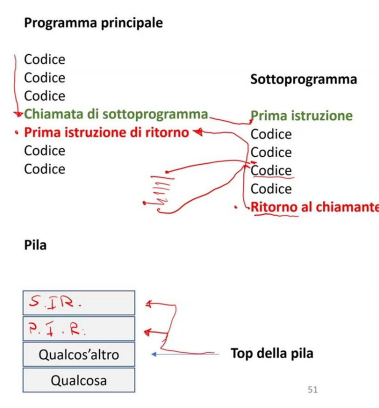 Programma principale
Codice
Codice
Codice
Chiamata di sottoprogramma
Prima istruzione di ritorno
Codice
Codice
Sottoprogramma
Prima istruzione
Codice
Codice
Codice
Codice
Ritorno al chiamante
Pila
S.I.R.
P.I.R.
Qualcos'altro
Qualcosa
Top della pila
51